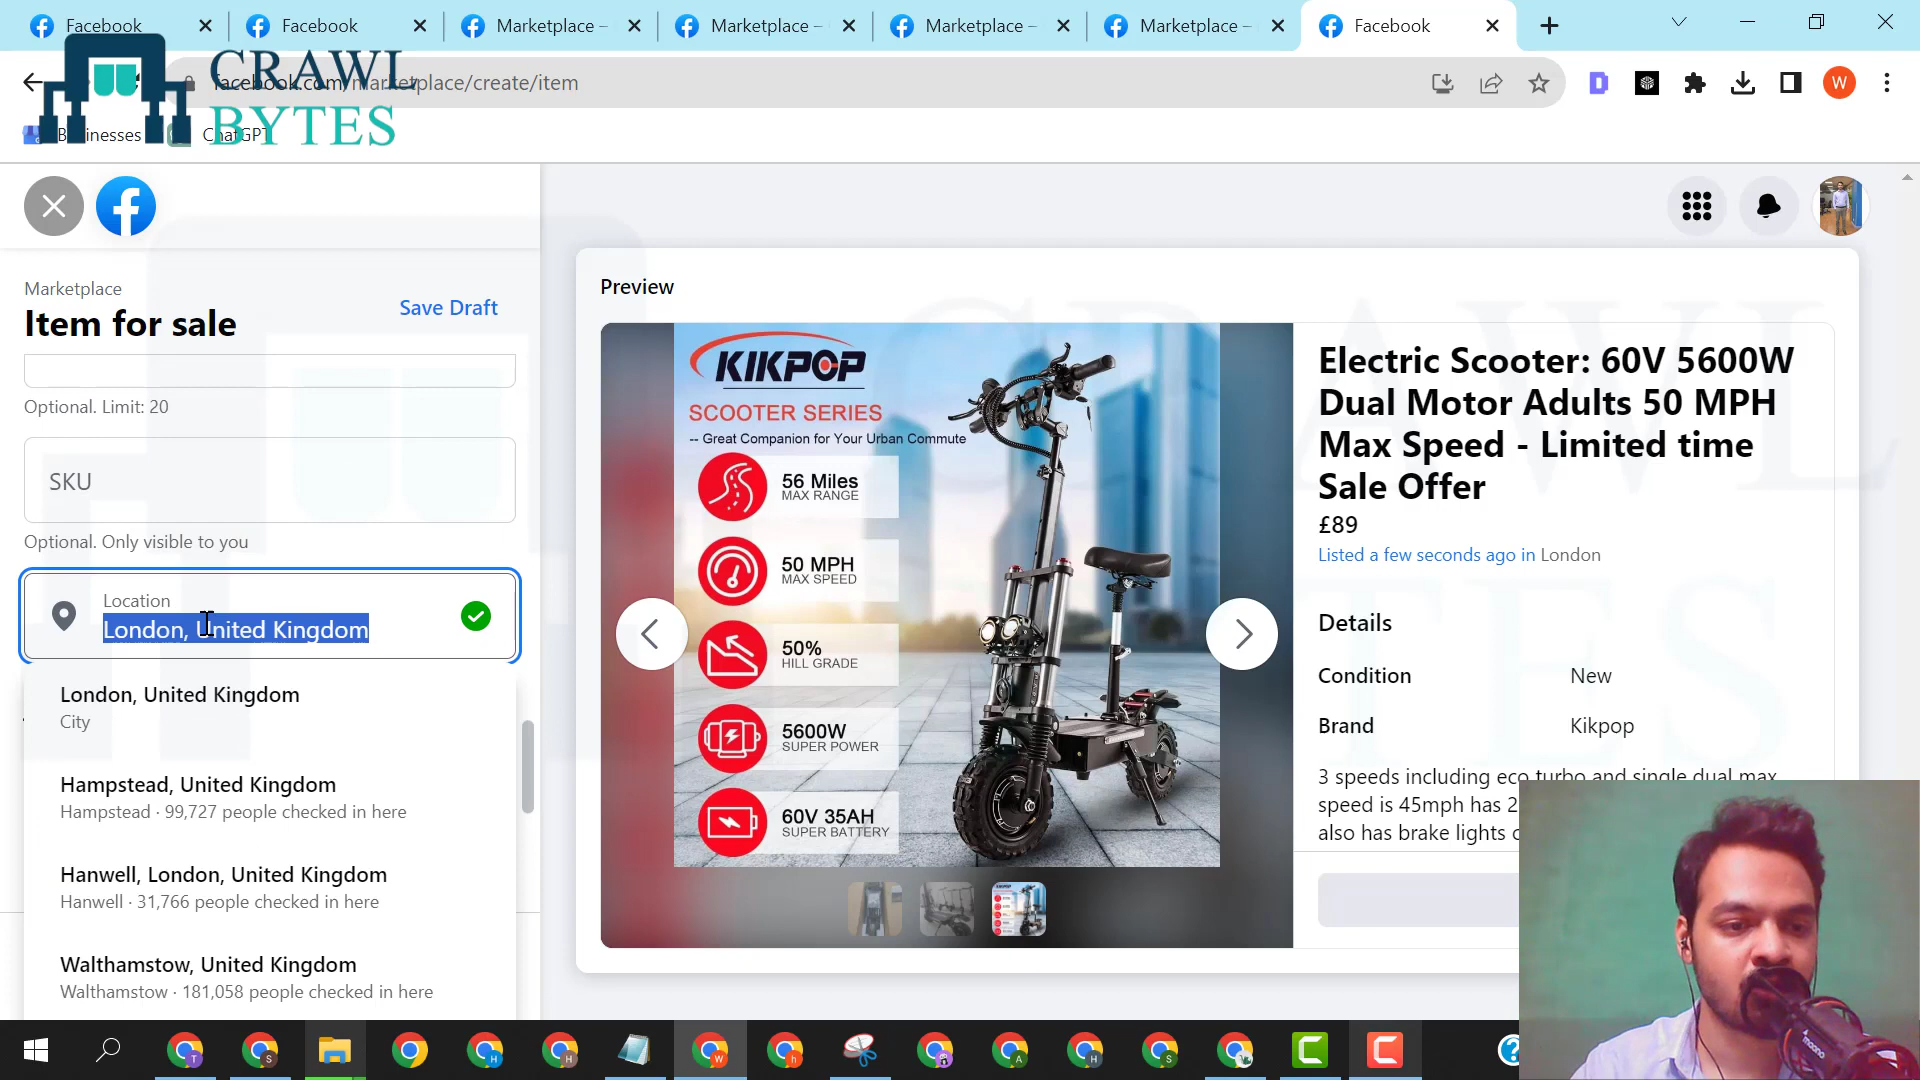 Facebook
Facebook
Marketplace –
Marketplace –
Marketplace –
Marketplace –
Facebook
facebook.com/marketplace/create/item
W
CRAWL
BYTES
ChatGPT
Marketplace
Item for sale
Save Draft
Optional. Limit: 20
SKU
Optional. Only visible to you
Location
London, United Kingdom
London, United Kingdom
City
Hampstead, United Kingdom
Hampstead · 99,727 people checked in here
Hanwell, London, United Kingdom
Hanwell · 31,766 people checked in here
Walthamstow, United Kingdom
Walthamstow · 181,058 people checked in here
Preview
KIKPOP
SCOOTER SERIES
-- Great Companion for Your Urban Commute
56 Miles
MAX RANGE
50 MPH
MAX SPEED
50%
HILL GRADE
5600W
SUPER POWER
60V 35AH
SUPER BATTERY
Electric Scooter: 60V 5600W
Dual Motor Adults 50 MPH
Max Speed - Limited time
Sale Offer
£89
Listed a few seconds ago in London
Details
Condition
New
Brand
Kikpop
3 speeds including eco turbo and single dual max
speed is 45mph has 2
also has brake lights